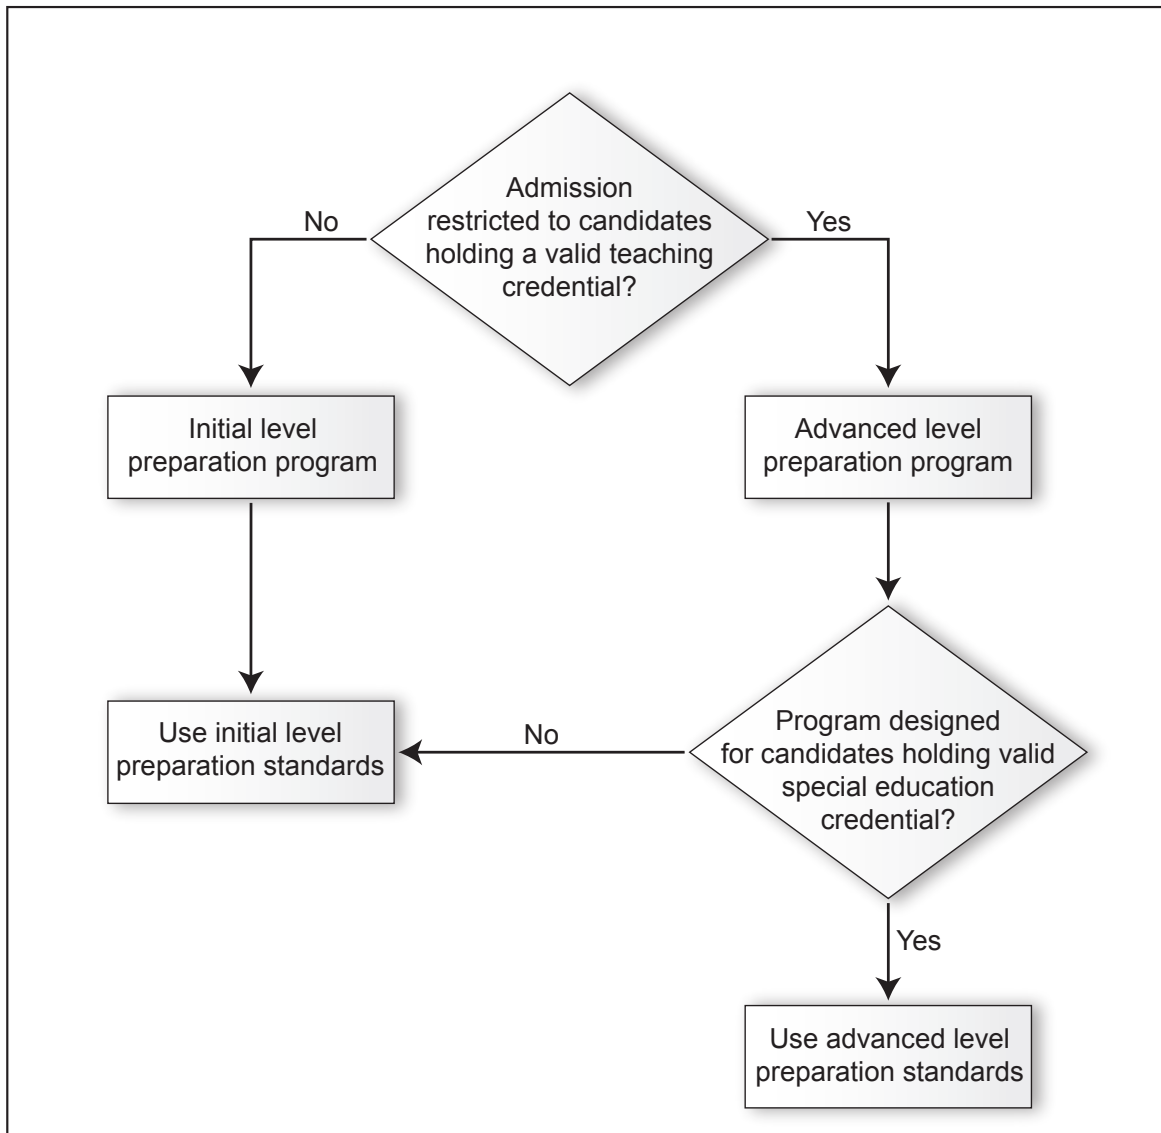 Admission
restricted to candidates
holding a valid teaching
credential?
No
Yes
Initial level
preparation program
Advanced level
preparation program
Use initial level
preparation standards
No
Program designed
for candidates holding valid
special education
credential?
Yes
Use advanced level
preparation standards